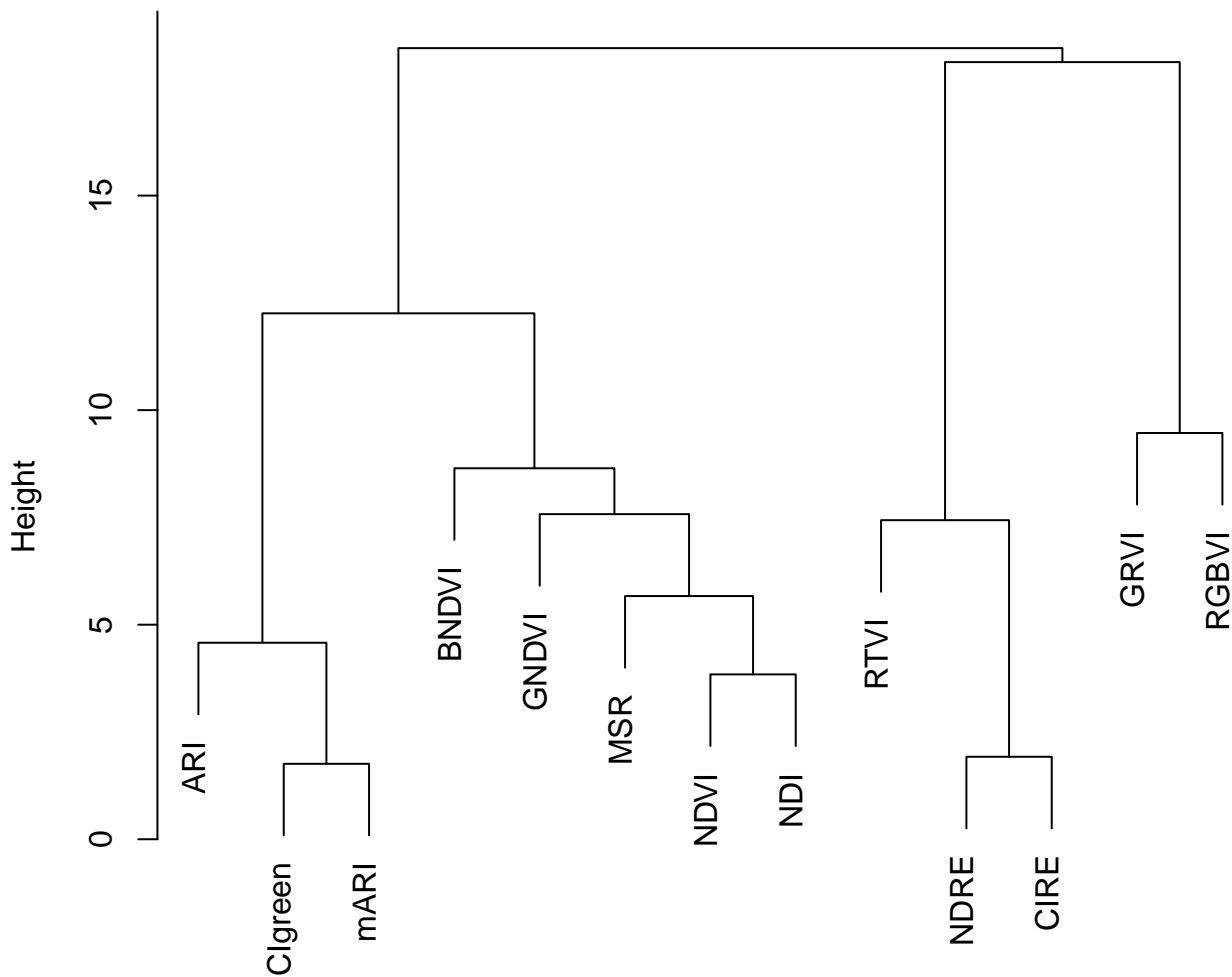 Height
15
10
5
0
ARI
CIgreen
mARI
BNDVI
GNDVI
MSR
NDVI
NDI
RTVI
NDRE
CIRE
GRVI
RGBVI